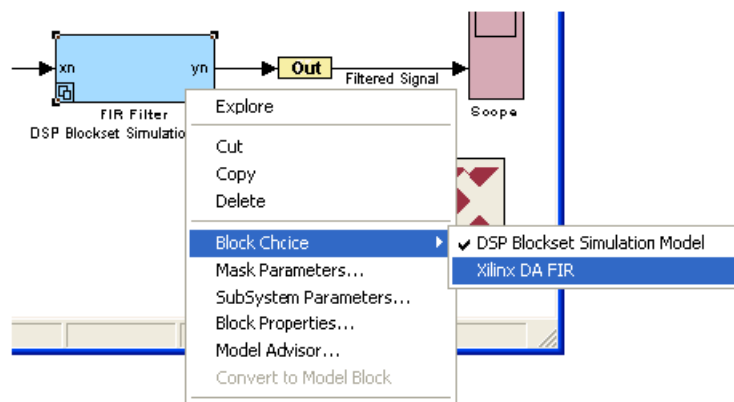 xn yn
Out
Filtered Signal
FIR Filter
Scope
DSP Blockset Simulatio
Explore
Cut
Copy
Delete
Block Choice
DSP Blockset Simulation Model
Mask Parameters...
Xilinx DA FIR
SubSystem Parameters...
Block Properties...
Model Advisor...
Convert to Model Block